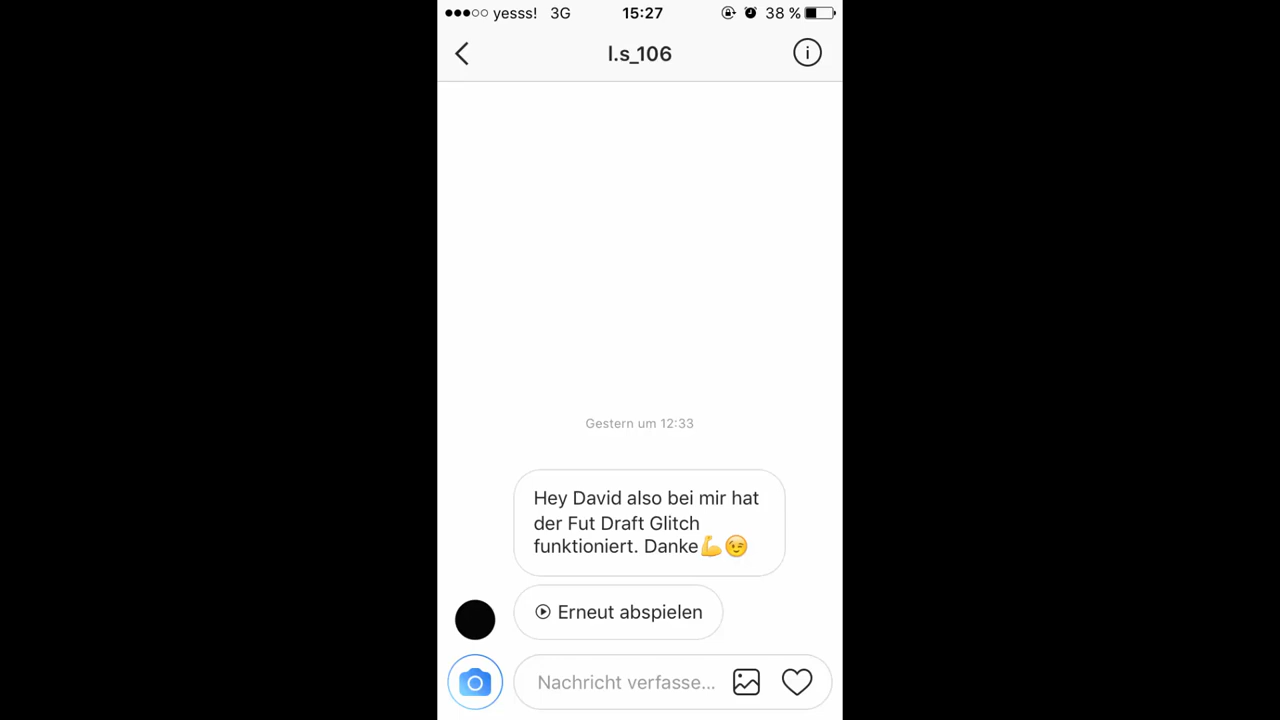 yesss! 3G 15:27 38 %
l.s_106
Gestern um 12:33
Hey David also bei mir hat
der Fut Draft Glitch
funktioniert. Danke💪😉
Erneut abspielen
Nachricht verfasse...